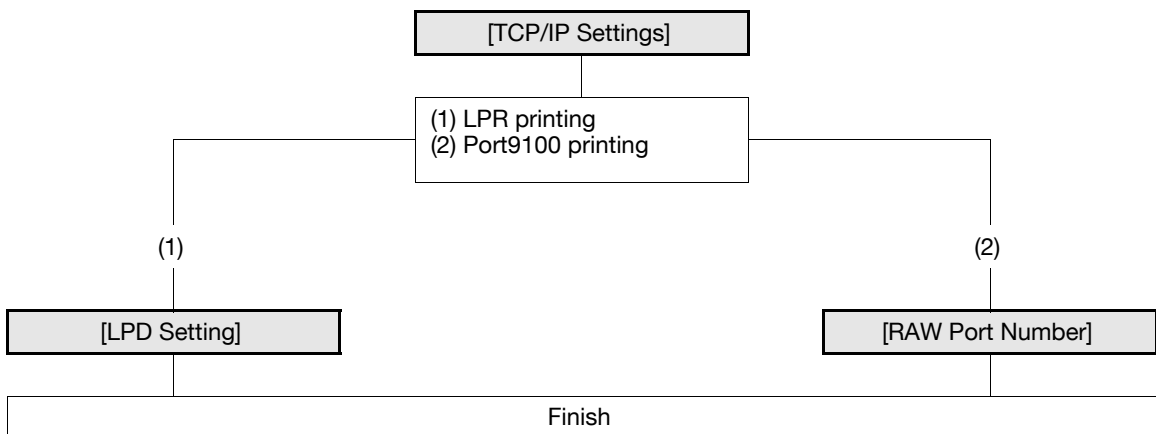 [TCP/IP Settings]
(1) LPR printing
(2) Port9100 printing
(1)
(2)
[LPD Setting]
[RAW Port Number]
Finish